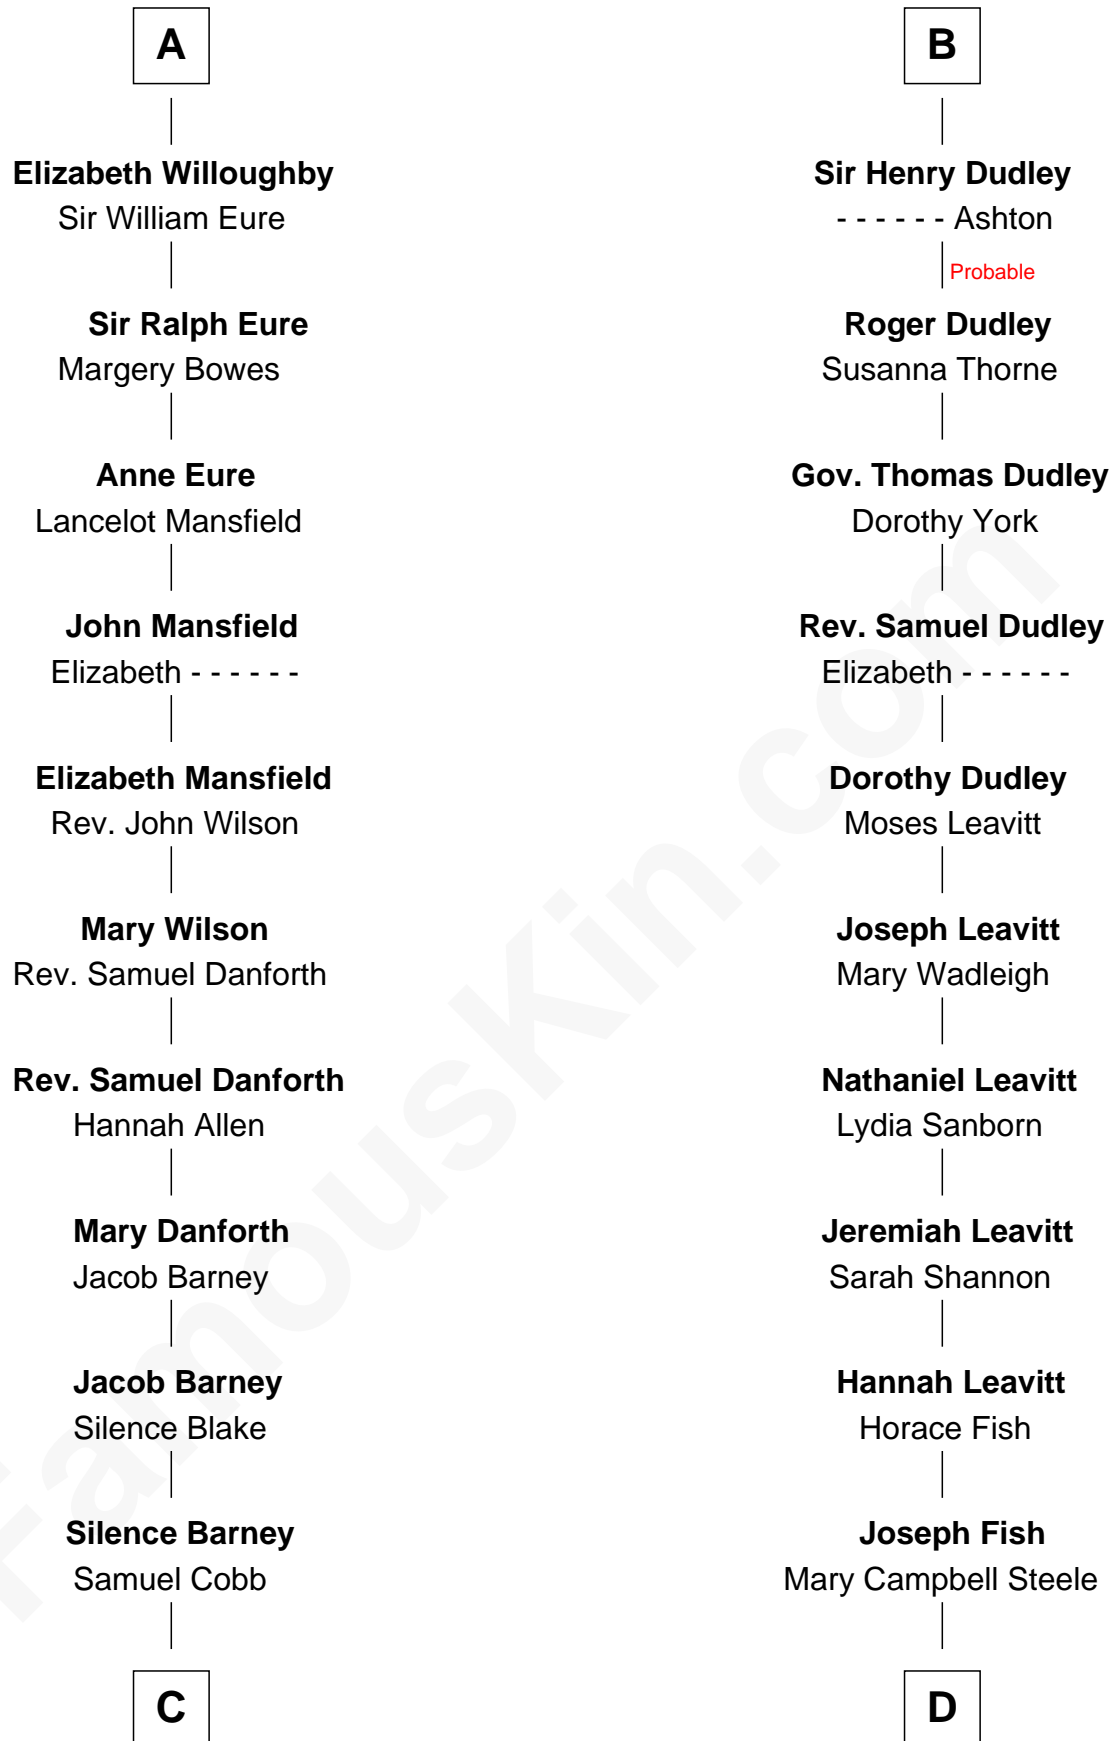 A
Elizabeth Willoughby
Sir William Eure
Sir Ralph Eure
Margery Bowes
Anne Eure
Lancelot Mansfield
John Mansfield
Elizabeth - - - - - -
Elizabeth Mansfield
Rev. John Wilson
Mary Wilson
Rev. Samuel Danforth
Rev. Samuel Danforth
Hannah Allen
Mary Danforth
Jacob Barney
Jacob Barney
Silence Blake
Silence Barney
Samuel Cobb
C
B
Sir Henry Dudley
- - - - - - Ashton
Probable
Roger Dudley
Susanna Thorne
Gov. Thomas Dudley
Dorothy York
Rev. Samuel Dudley
Elizabeth - - - - - -
Dorothy Dudley
Moses Leavitt
Joseph Leavitt
Mary Wadleigh
Nathaniel Leavitt
Lydia Sanborn
Jeremiah Leavitt
Sarah Shannon
Hannah Leavitt
Horace Fish
Joseph Fish
Mary Campbell Steele
D
FamousKin.com